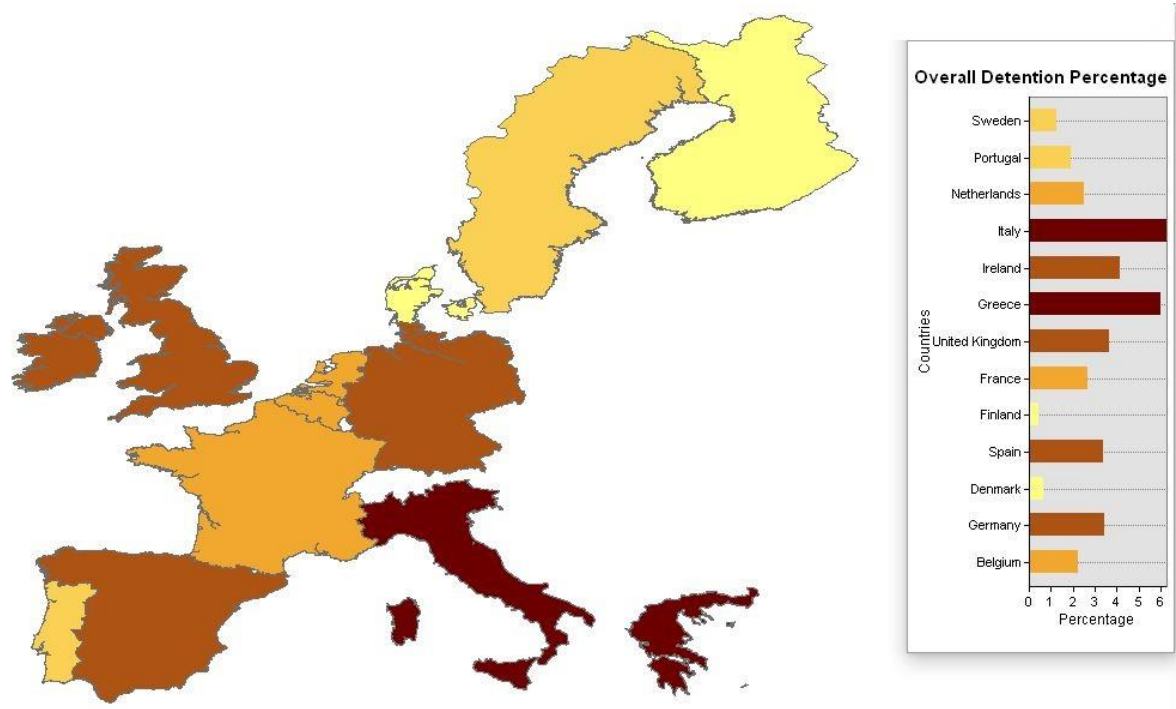 Overall Detention Percentage
Sweden
Portugal
Netherlands
Italy
Ireland
Greece
United Kingdom
France
Finland
Spain
Denmark
Germany
Belgium
Countries
0 1 2 3 4 5 6
Percentage